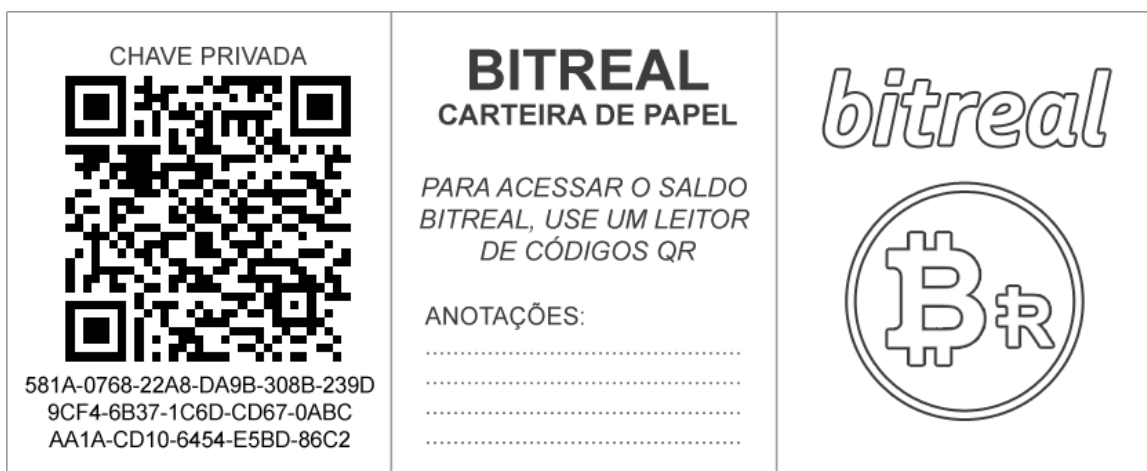 CHAVE PRIVADA
581A-0768-22A8-DA9B-308B-239D
9CF4-6B37-1C6D-CD67-0ABC
AA1A-CD10-6454-E5BD-86C2
BITREAL
CARTEIRA DE PAPEL
PARA ACESSAR O SALDO
BITREAL, USE UM LEITOR
DE CÓDIGOS QR
ANOTAÇÕES:
bitreal
B R